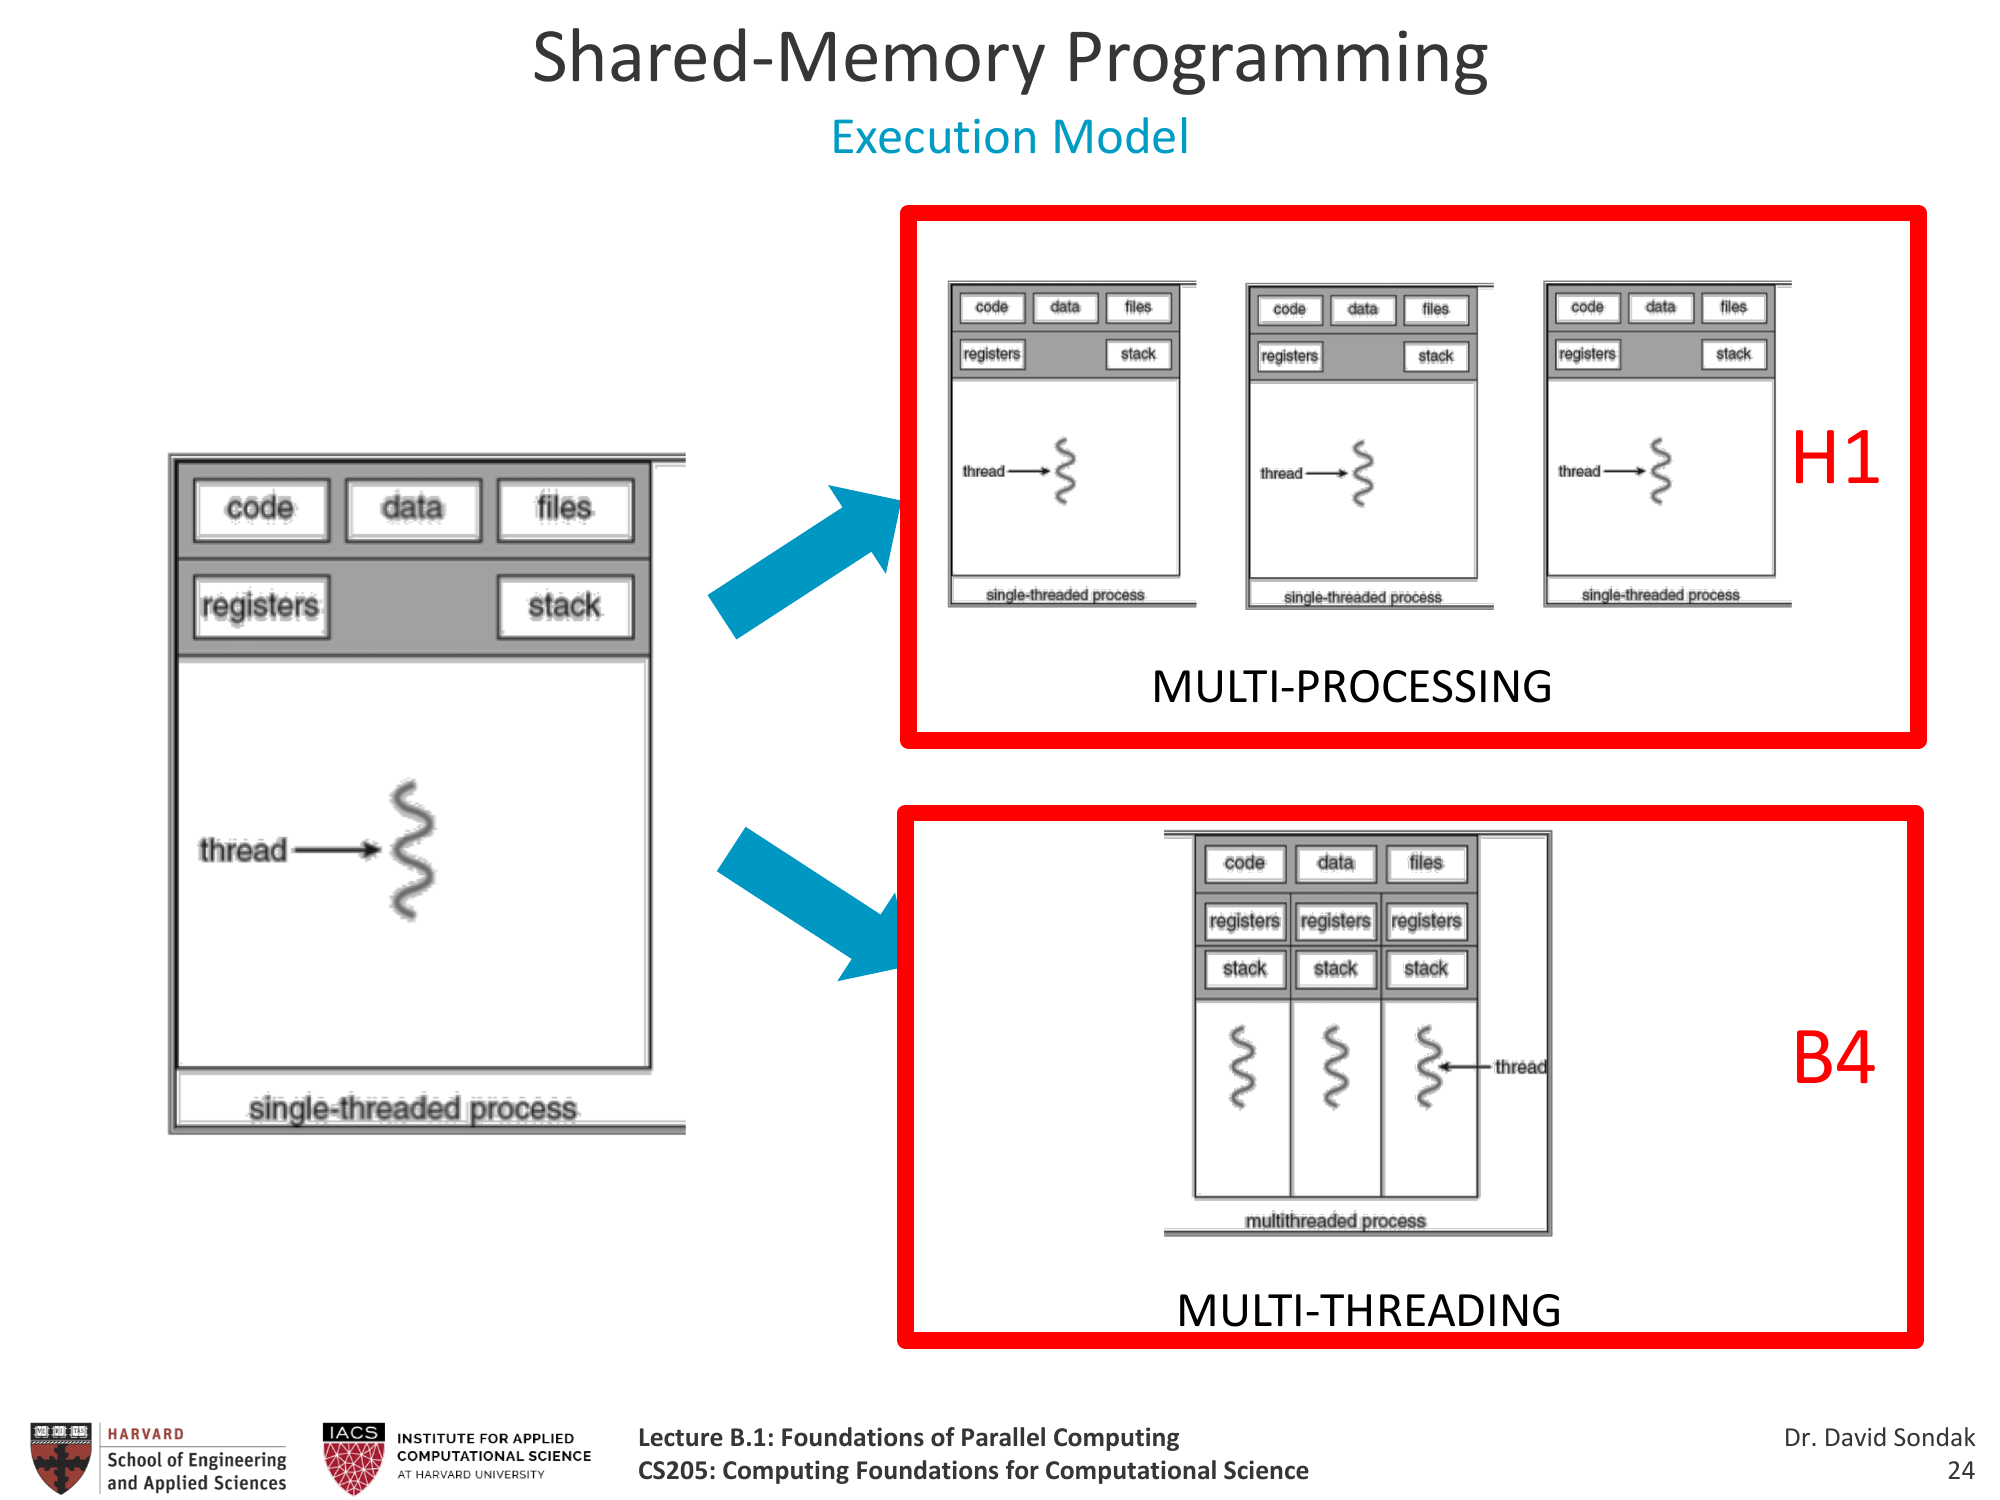 Shared-Memory Programming
Execution Model
code data files
registers stack
thread
single-threaded process
code data files
registers stack
thread
single-threaded process
code data files
registers stack
thread
single-threaded process
code data files
registers stack
thread
single-threaded process
H1
MULTI-PROCESSING
code data files
registers registers registers
stack stack stack
thread
multithreaded process
B4
MULTI-THREADING
HARVARD
School of Engineering
and Applied Sciences
IACS
INSTITUTE FOR APPLIED
COMPUTATIONAL SCIENCE
AT HARVARD UNIVERSITY
Lecture B.1: Foundations of Parallel Computing
CS205: Computing Foundations for Computational Science
Dr. David Sondak
24